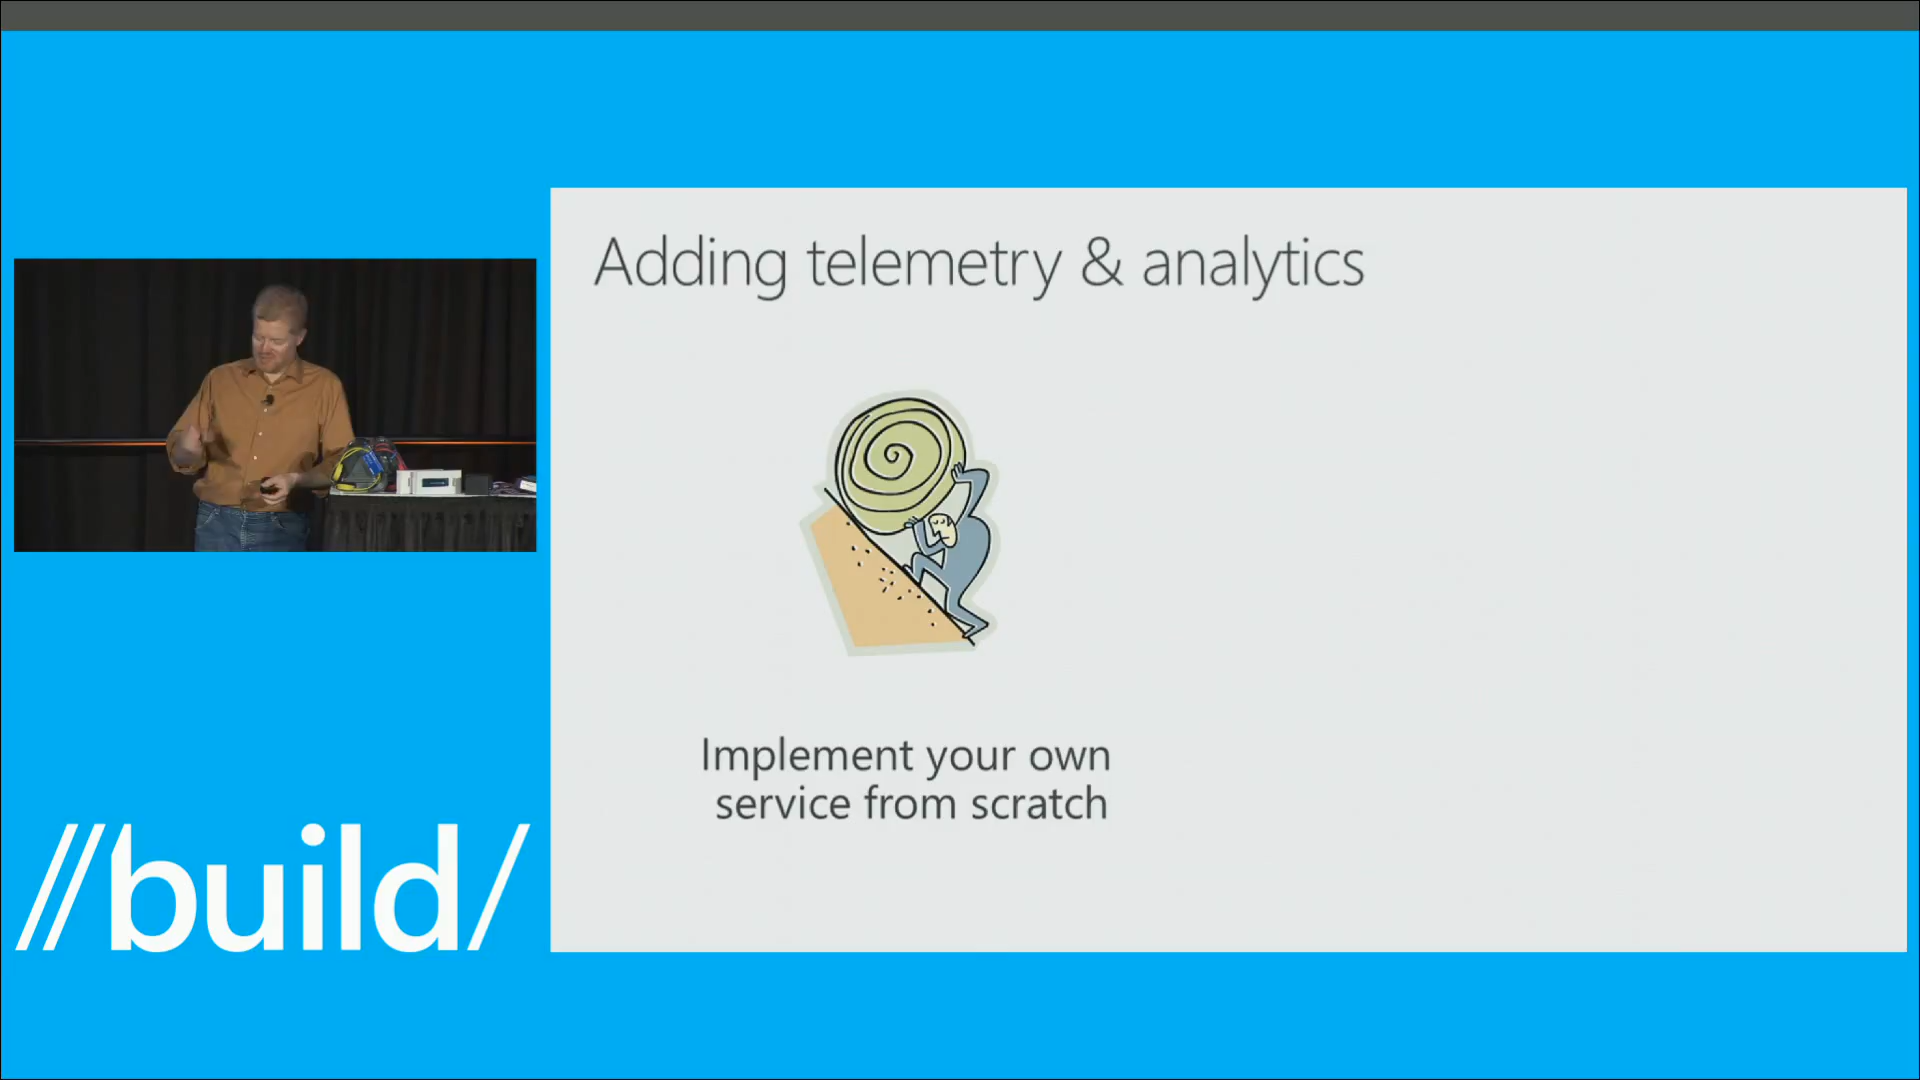 Adding telemetry & analytics
Implement your own
service from scratch
//build/